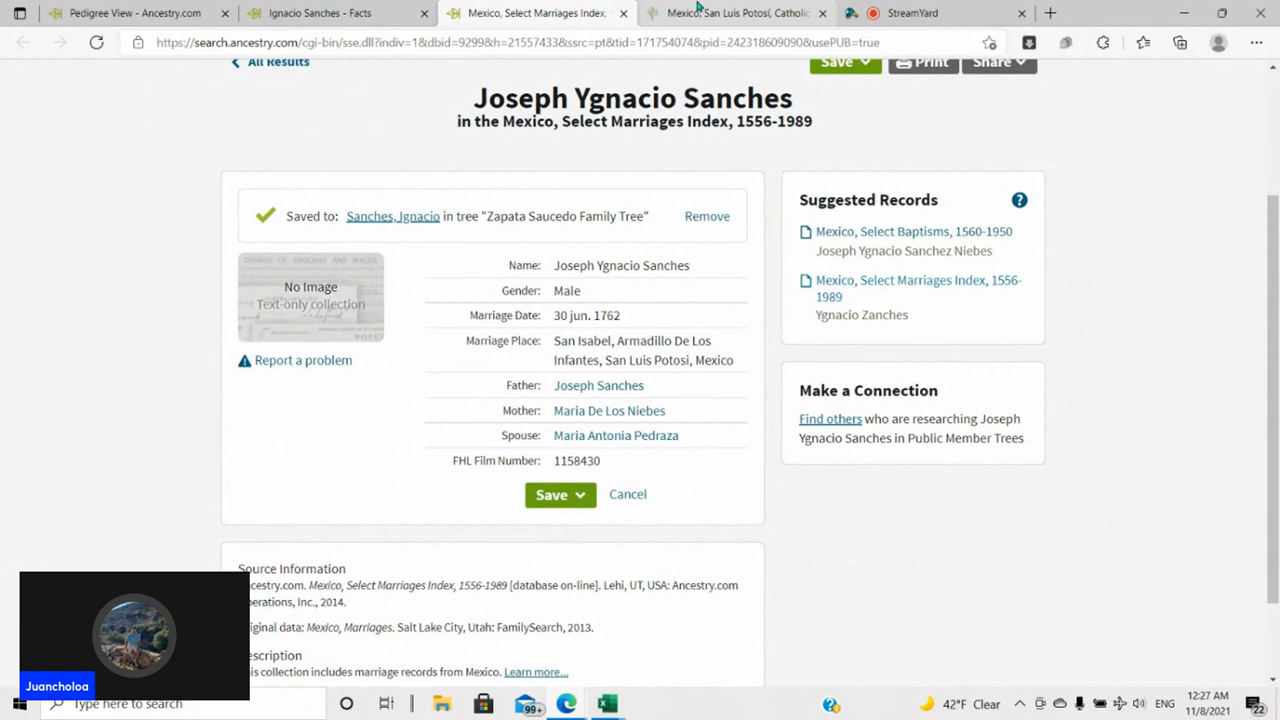 Pedigree View - Ancestry.com
Ignacio Sanches - Facts
Mexico, Select Marriages Index,
Mexico, San Luis Potosí, Catholic
StreamYard
https://search.ancestry.com/cgi-bin/sse.dll?indiv=1&dbid=9299&h=21557433&ssrc=pt&tid=171754074&pid=242318609090&usePUB=true
All Results
Save
Print
Share
Joseph Ygnacio Sanches
in the Mexico, Select Marriages Index, 1556-1989
Saved to: Sanches, Ignacio in tree "Zapata Saucedo Family Tree"
Remove
No Image
Text-only collection
Report a problem
Name: Joseph Ygnacio Sanches
Gender: Male
Marriage Date: 30 jun. 1762
Marriage Place: San Isabel, Armadillo De Los
Infantes, San Luis Potosi, Mexico
Father: Joseph Sanches
Mother: Maria De Los Niebes
Spouse: Maria Antonia Pedraza
FHL Film Number: 1158430
Save
Cancel
Suggested Records
Mexico, Select Baptisms, 1560-1950
Joseph Ygnacio Sanchez Niebes
Mexico, Select Marriages Index, 1556-
1989
Ygnacio Zanches
Make a Connection
Find others who are researching Joseph
Ygnacio Sanches in Public Member Trees
Source Information
cestry.com. Mexico, Select Marriages Index, 1556-1989 [database on-line]. Lehi, UT, USA: Ancestry.com
erations, Inc., 2014.
iginal data: Mexico, Marriages. Salt Lake City, Utah: FamilySearch, 2013.
escription
is collection includes marriage records from Mexico. Learn more...
Juancholoa
Type here to search
99+
42°F Clear
ENG
12:27 AM
11/8/2021
22